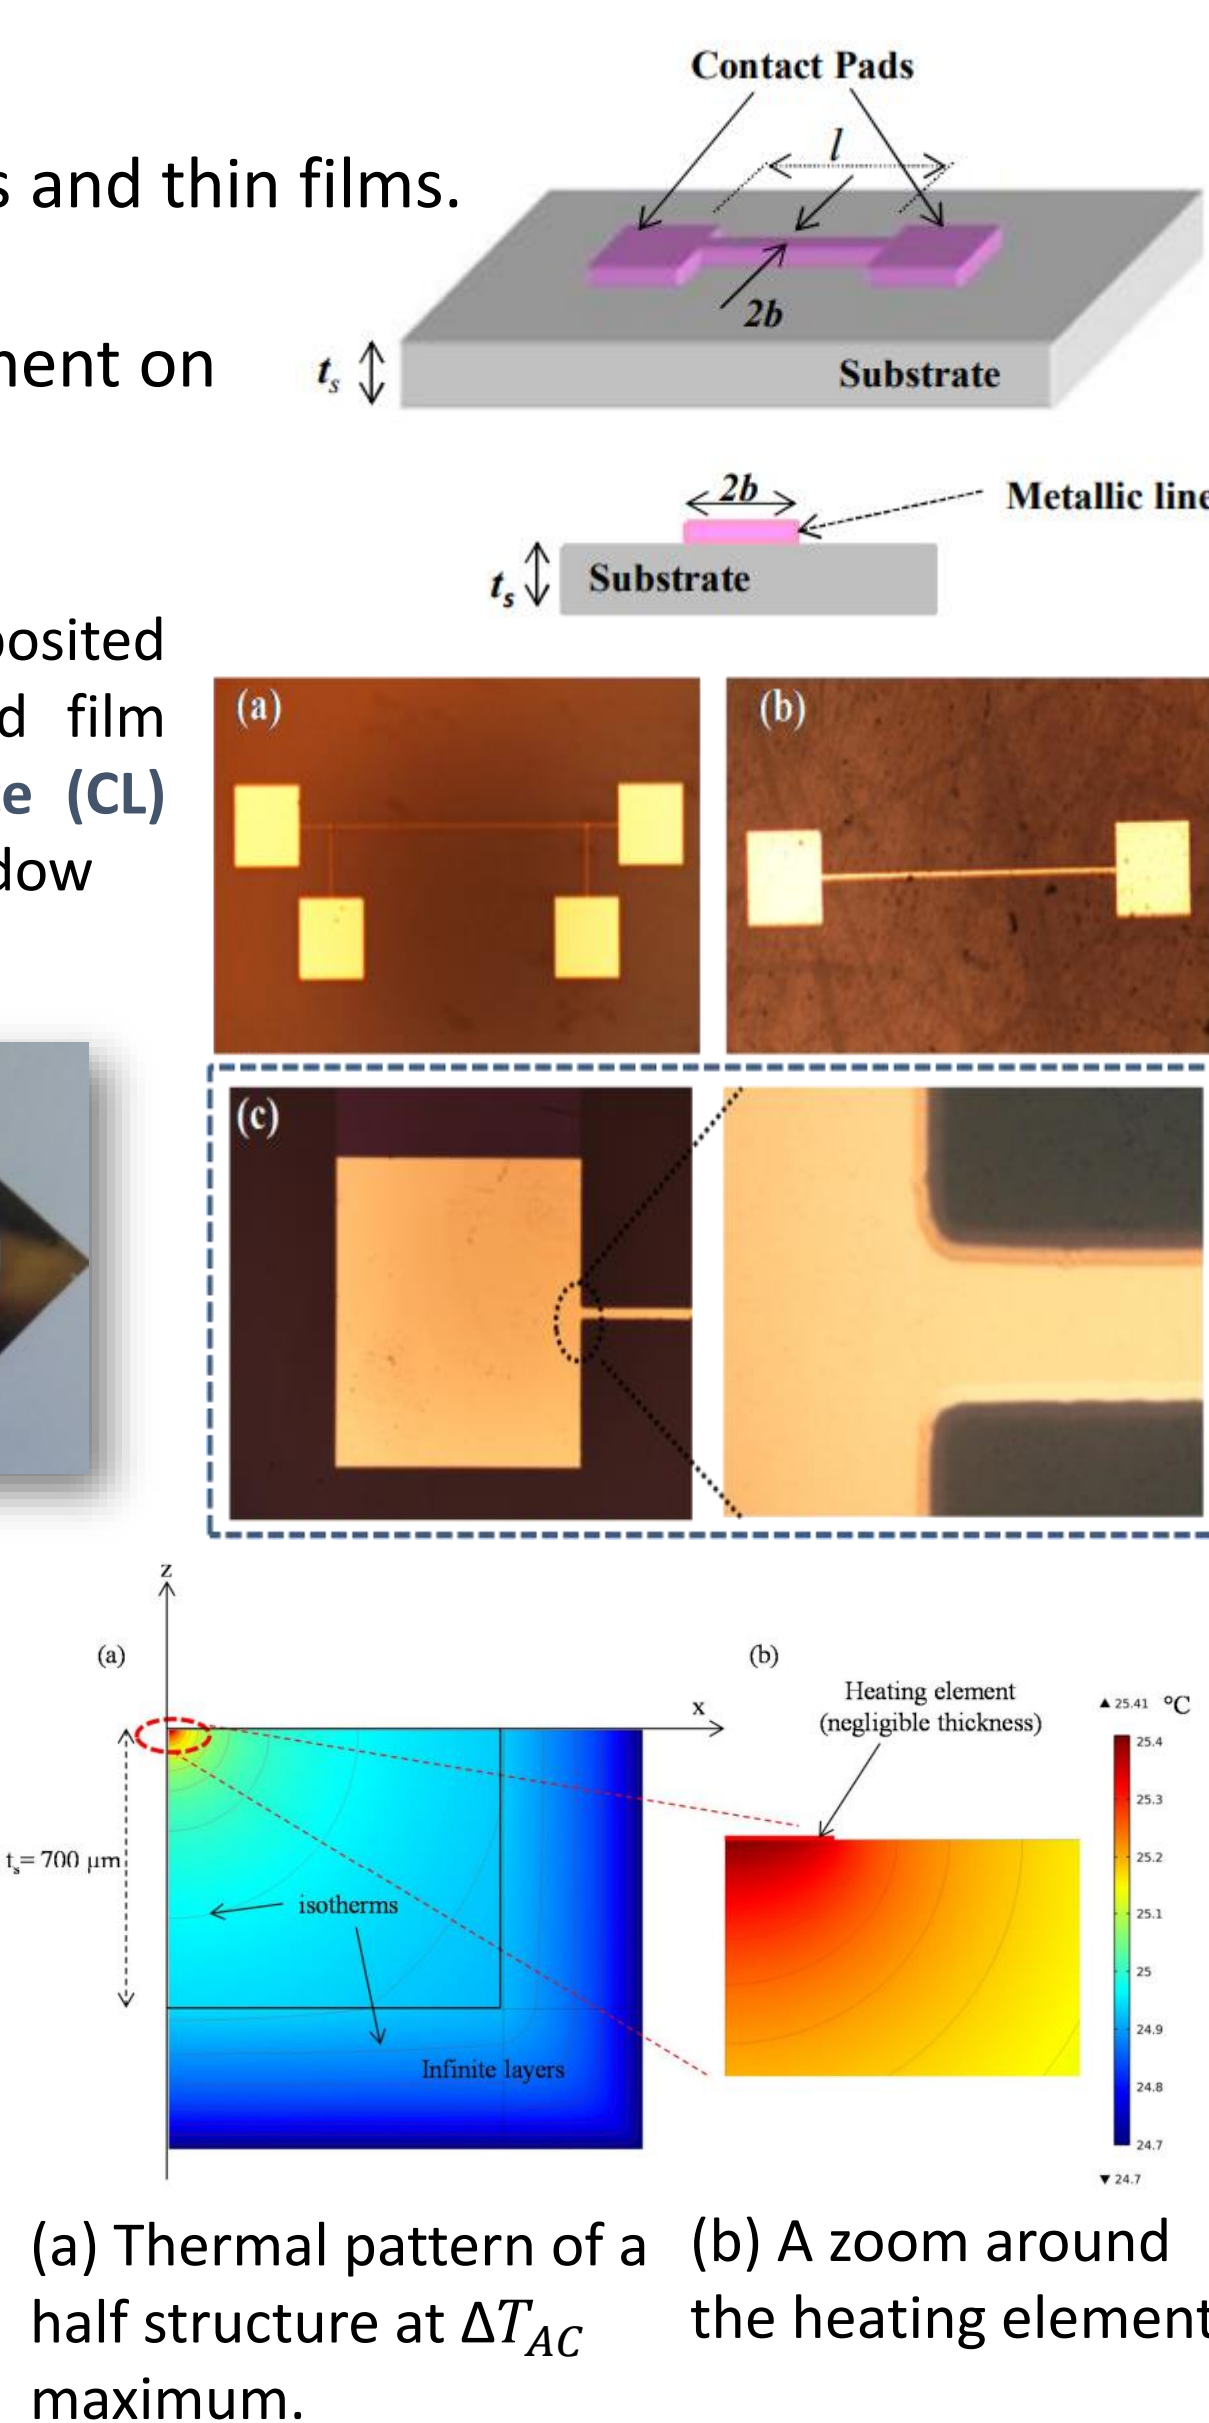 Contact Pads
l
s and thin films.
2b
ment on
t_s
Substrate
2b
Metallic line
t_s
Substrate
posited
d film
e (CL)
dow
(a)
(b)
(c)
z
(a)
(b)
x
Heating element
(negligible thickness)
25.41 °C
25.4
25.3
25.2
25.1
25
24.9
24.8
24.7
24.7
t_s= 700 μm
isotherms
Infinite layers
(a) Thermal pattern of a
half structure at ΔT_AC
maximum.
(b) A zoom around
the heating element